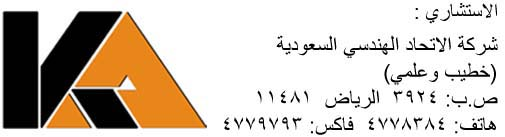 الاستشاري :
شركة الاتحاد الهندسي السعودية
(خطيب وعلمي)
ص.ب: ٣٩٢٤ الرياض ١١٤٨١
هاتف: ٤٧٧٨٣٨٤ فاكس: ٤٧٧٩٧٩٣